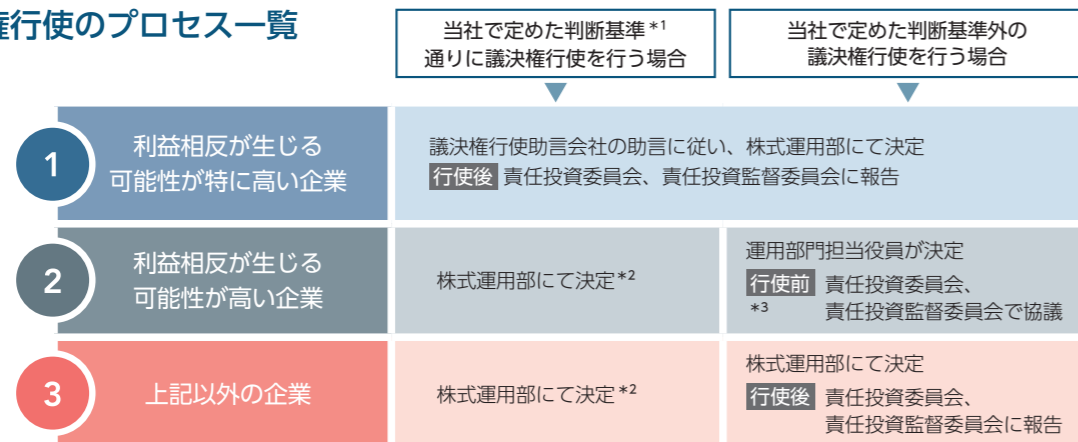 権行使のプロセス一覧
当社で定めた判断基準*1
通りに議決権行使を行う場合
当社で定めた判断基準外の
議決権行使を行う場合
1
利益相反が生じる
可能性が特に高い企業
議決権行使助言会社の助言に従い、株式運用部にて決定
行使後 責任投資委員会、責任投資監督委員会に報告
2
利益相反が生じる
可能性が高い企業
株式運用部にて決定*2
運用部門担当役員が決定
行使前 責任投資委員会、
*3 責任投資監督委員会で協議
3
上記以外の企業
株式運用部にて決定*2
株式運用部にて決定
行使後 責任投資委員会、
責任投資監督委員会に報告